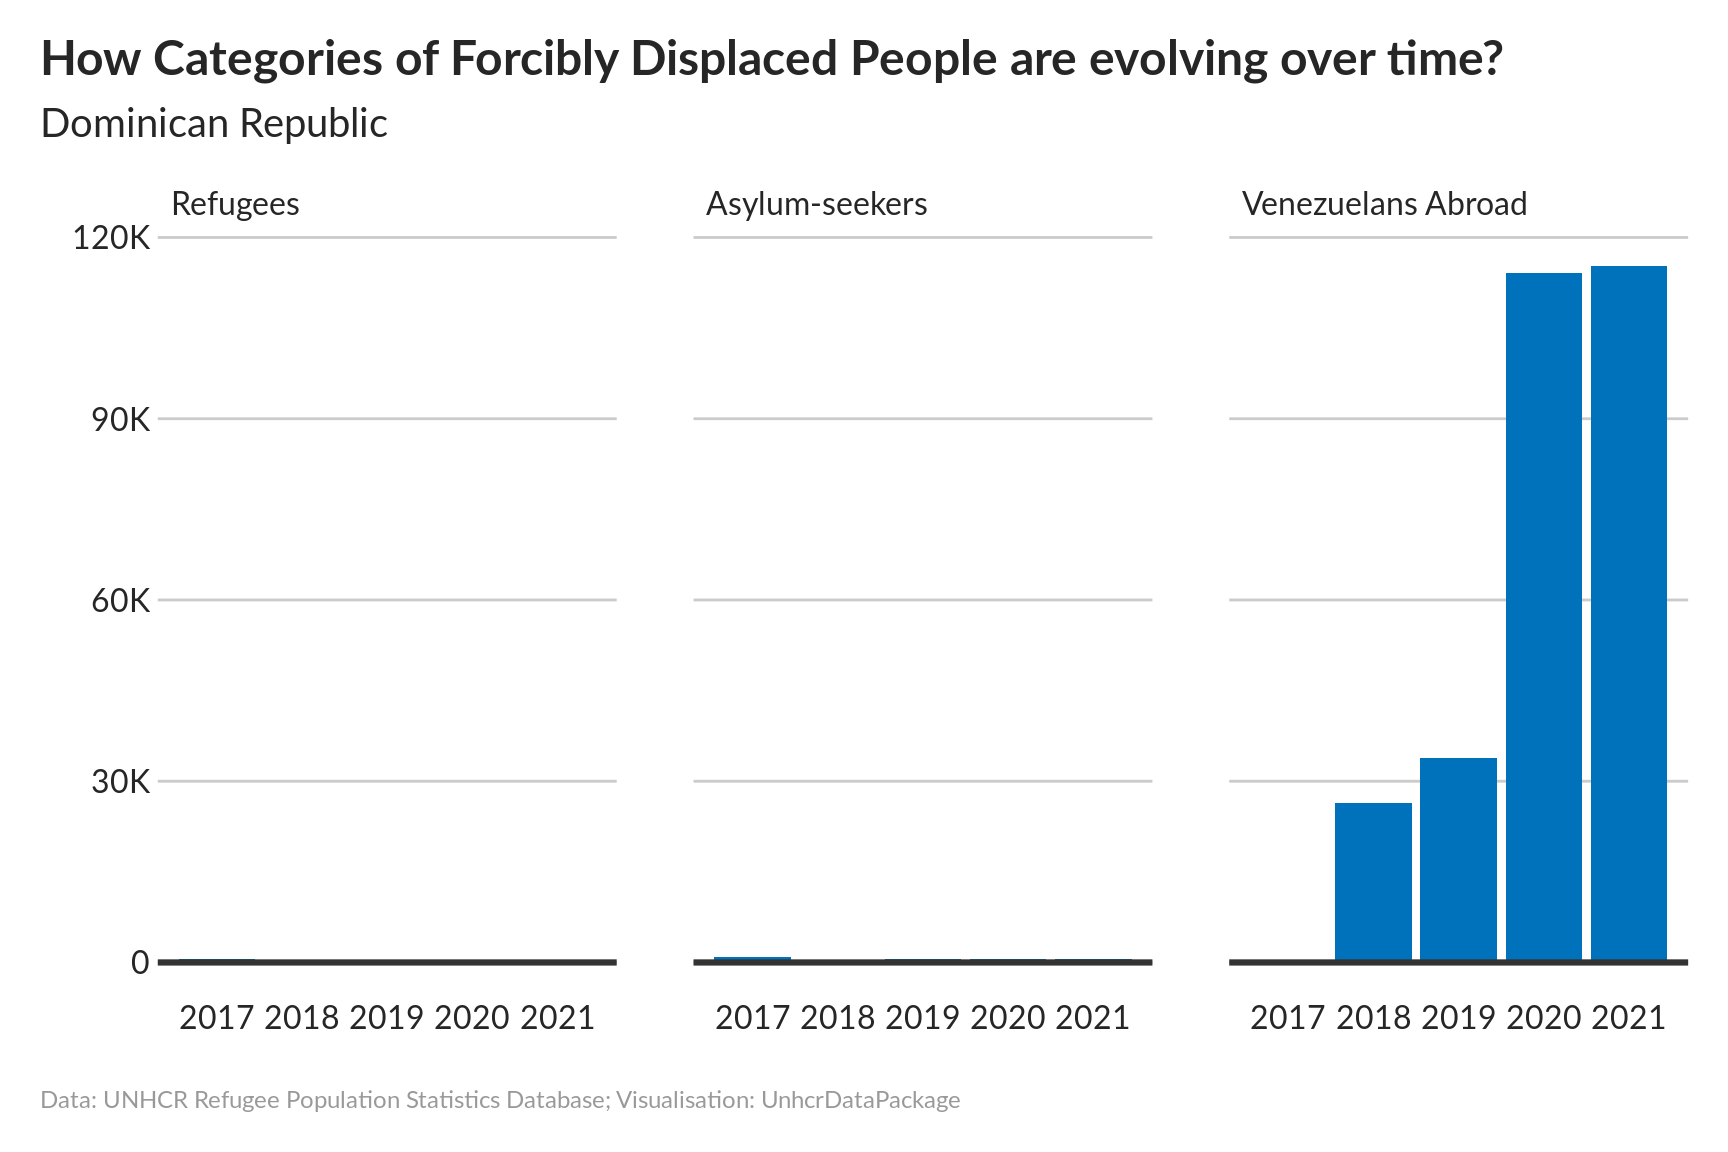 How Categories of Forcibly Displaced People are evolving over time?
Dominican Republic
Refugees
Asylum-seekers
Venezuelans Abroad
120K
90K
60K
30K
0
2017 2018 2019 2020 2021
2017 2018 2019 2020 2021
2017 2018 2019 2020 2021
Data: UNHCR Refugee Population Statistics Database; Visualisation: UnhcrDataPackage